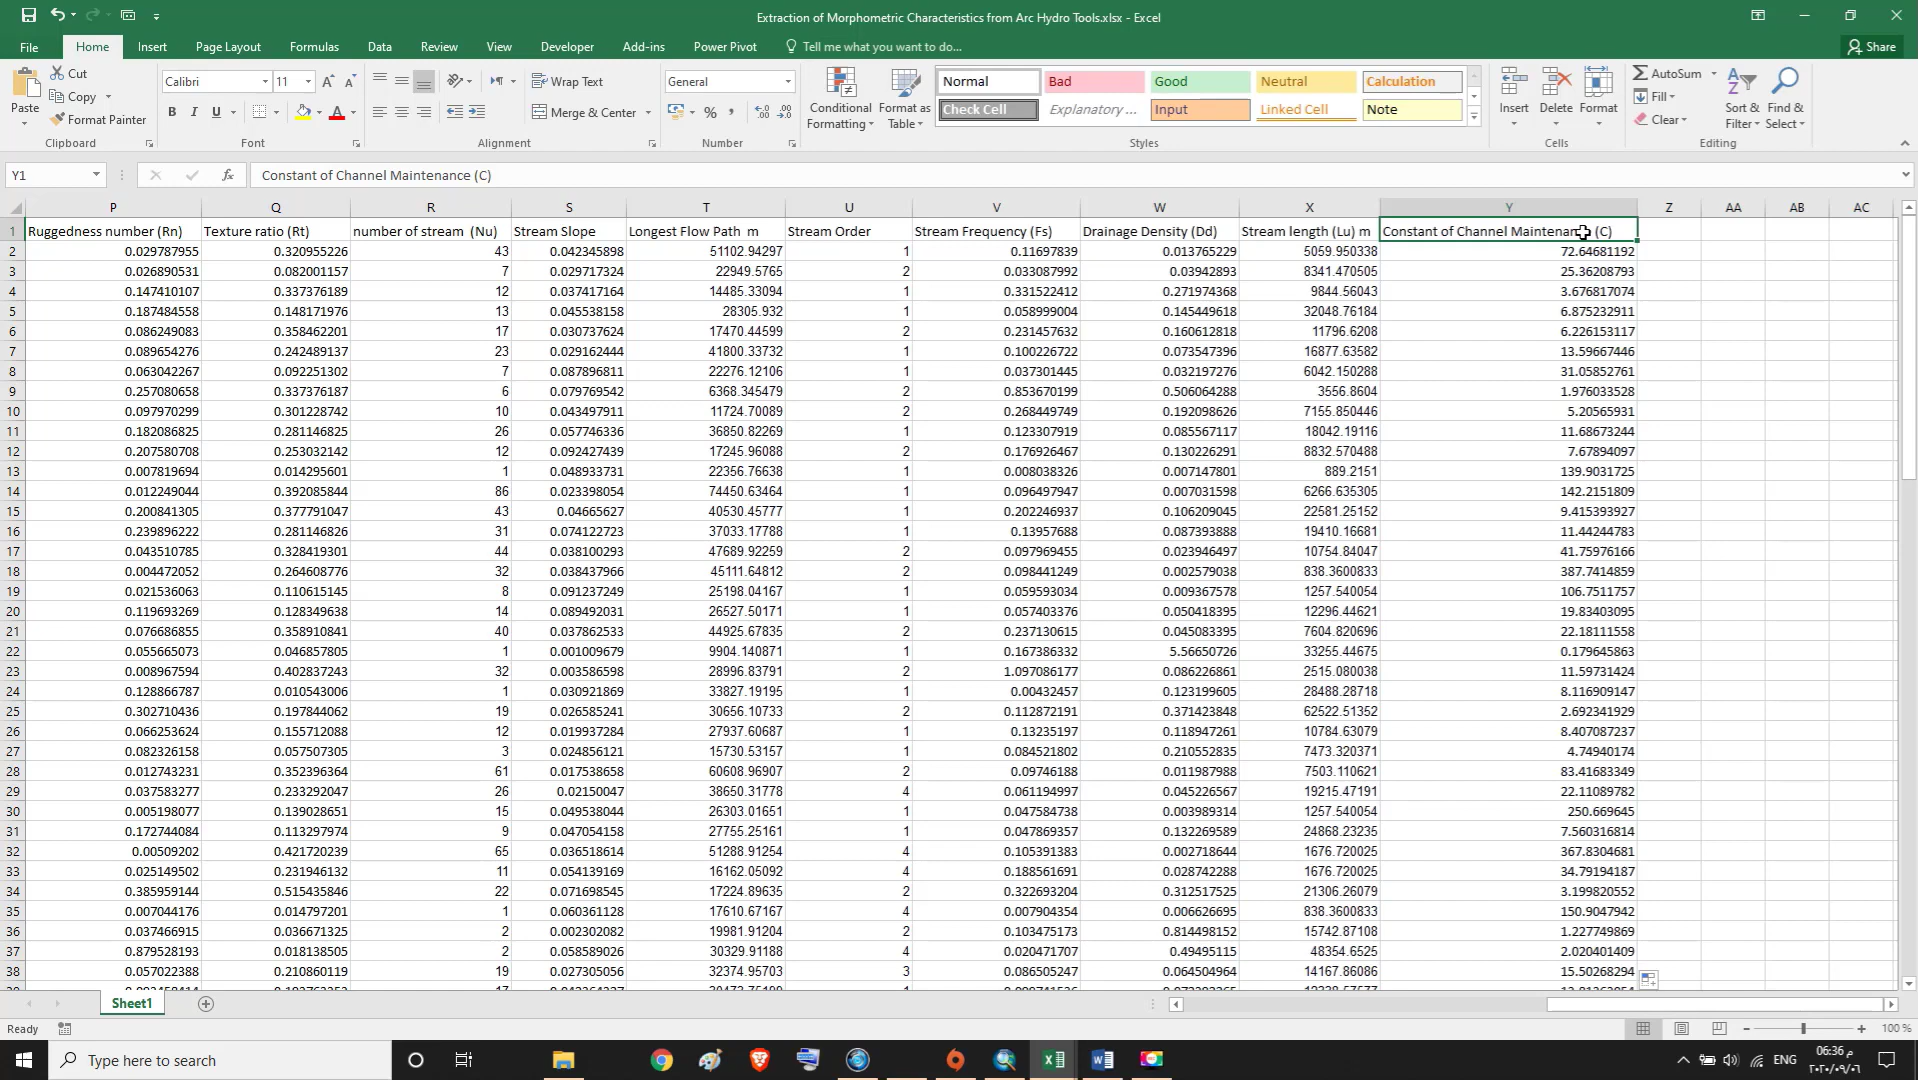 Extraction of Morphometric Characteristics from Arc Hydro Tools.xlsx - Excel
File Home Insert Page Layout Formulas Data Review View Developer Add-ins Power Pivot Tell me what you want to do... Share
Paste Cut Copy Format Painter Clipboard
Calibri 11 B I U A Font
Wrap Text Merge & Center Alignment
General % Number
Conditional Formatting Format as Table
Normal Bad Good Neutral Calculation
Check Cell Explanatory ... Input Linked Cell Note
Styles
Insert Delete Format Cells
AutoSum Fill Clear Sort & Filter Find & Select Editing
Y1 fx Constant of Channel Maintenance (C)
P Q R S T U V W X Y Z AA AB AC
1 Ruggedness number (Rn) Texture ratio (Rt) number of stream (Nu) Stream Slope Longest Flow Path m Stream Order Stream Frequency (Fs) Drainage Density (Dd) Stream length (Lu) m Constant of Channel Maintenance (C)
2 0.029787955 0.320955226 43 0.042345898 51102.94297 1 0.11697839 0.013765229 5059.950338 72.64681192
3 0.026890531 0.082001157 7 0.029717324 22949.5765 2 0.033087992 0.03942893 8341.470505 25.36208793
4 0.147410107 0.337376189 12 0.037417164 14485.33094 1 0.331522412 0.271974368 9844.56043 3.676817074
5 0.187484558 0.148171976 13 0.045538158 28305.932 1 0.058999004 0.145449618 32048.76184 6.875232911
6 0.086249083 0.358462201 17 0.030737624 17470.44599 2 0.231457632 0.160612818 11796.6208 6.226153117
7 0.089654276 0.242489137 23 0.029162444 41800.33732 1 0.100226722 0.073547396 16877.63582 13.59667446
8 0.063042267 0.092251302 7 0.087896811 22276.12106 1 0.037301445 0.032197276 6042.150288 31.05852761
9 0.257080658 0.337376187 6 0.079769542 6368.345479 2 0.853670199 0.506064288 3556.8604 1.976033528
10 0.097970299 0.301228742 10 0.043497911 11724.70089 2 0.268449749 0.192098626 7155.850446 5.20565931
11 0.182086825 0.281146825 26 0.057746336 36850.82269 1 0.123307919 0.085567117 18042.19116 11.68673244
12 0.207580708 0.253032142 12 0.092427439 17245.96088 2 0.176926467 0.130226291 8832.570488 7.67894097
13 0.007819694 0.014295601 1 0.048933731 22356.76638 1 0.008038326 0.007147801 889.2151 139.9031725
14 0.012249044 0.392085844 86 0.023398054 74450.63464 1 0.096497947 0.007031598 6266.635305 142.2151809
15 0.200841305 0.377791047 43 0.04665627 40530.45777 1 0.202246937 0.106209045 22581.25152 9.415393927
16 0.239896222 0.281146826 31 0.074122723 37033.17788 1 0.13957688 0.087393888 19410.16681 11.44244783
17 0.043510785 0.328419301 44 0.038100293 47689.92259 2 0.097969455 0.023946497 10754.84047 41.75976166
18 0.004472052 0.264608776 32 0.038437966 45111.64812 2 0.098441249 0.002579038 838.3600833 387.7414859
19 0.021536063 0.110615145 8 0.091237249 25198.04167 1 0.059593034 0.009367578 1257.540054 106.7511757
20 0.119693269 0.128349638 14 0.089492031 26527.50171 1 0.057403376 0.050418395 12296.44621 19.83403095
21 0.076686855 0.358910841 40 0.037862533 44925.67835 2 0.237130615 0.045083395 7604.820696 22.18111558
22 0.055665073 0.046857805 1 0.001009679 9904.140871 1 0.167386332 5.56650726 33255.44675 0.179645863
23 0.008967594 0.402837243 32 0.003586598 28996.83791 2 1.097086177 0.086226861 2515.080038 11.59731424
24 0.128866787 0.010543006 1 0.030921869 33827.19195 1 0.00432457 0.123199605 28488.28718 8.116909147
25 0.302710436 0.197844062 19 0.026585241 30656.10733 2 0.112872191 0.371423848 62522.51352 2.692341929
26 0.066253624 0.155712088 12 0.019937284 27937.60687 1 0.13235197 0.118947261 10784.63079 8.407087237
27 0.082326158 0.057507305 3 0.024856121 15730.53157 1 0.084521802 0.210552835 7473.320371 4.74940174
28 0.012743231 0.352396364 61 0.017538658 60608.96907 2 0.09746188 0.011987988 7503.110621 83.41683349
29 0.037583277 0.233292047 26 0.02150047 38650.31778 4 0.061194997 0.045226567 19215.47191 22.11089782
30 0.005198077 0.139028651 15 0.049538044 26303.01651 1 0.047584738 0.003989314 1257.540054 250.669645
31 0.172744084 0.113297974 9 0.047054158 27755.25161 1 0.047869357 0.132269589 24868.23235 7.560316814
32 0.00509202 0.421720239 65 0.036518614 51288.91254 4 0.105391383 0.002718644 1676.720025 367.8304681
33 0.025149502 0.231946132 11 0.054139169 16162.05092 4 0.188561691 0.028742288 1676.720025 34.79194187
34 0.385959144 0.515435846 22 0.071698545 17224.89635 2 0.322693204 0.312517525 21306.26079 3.199820552
35 0.007044176 0.014797201 1 0.060361128 17610.67167 4 0.007904354 0.006626695 838.3600833 150.9047942
36 0.037466915 0.036671325 2 0.002302082 19981.91204 2 0.103475173 0.814498152 15742.87108 1.227749869
37 0.879528193 0.018138505 2 0.058589026 30329.91188 4 0.020471707 0.49495115 48354.6525 2.020401409
38 0.057022388 0.210860119 19 0.027305056 32374.95703 3 0.086505247 0.064504964 14167.86086 15.50268294
Sheet1
Ready 100 %
Type here to search ENG 06:36 م
٢٠٢٠/٠٩/٠٦